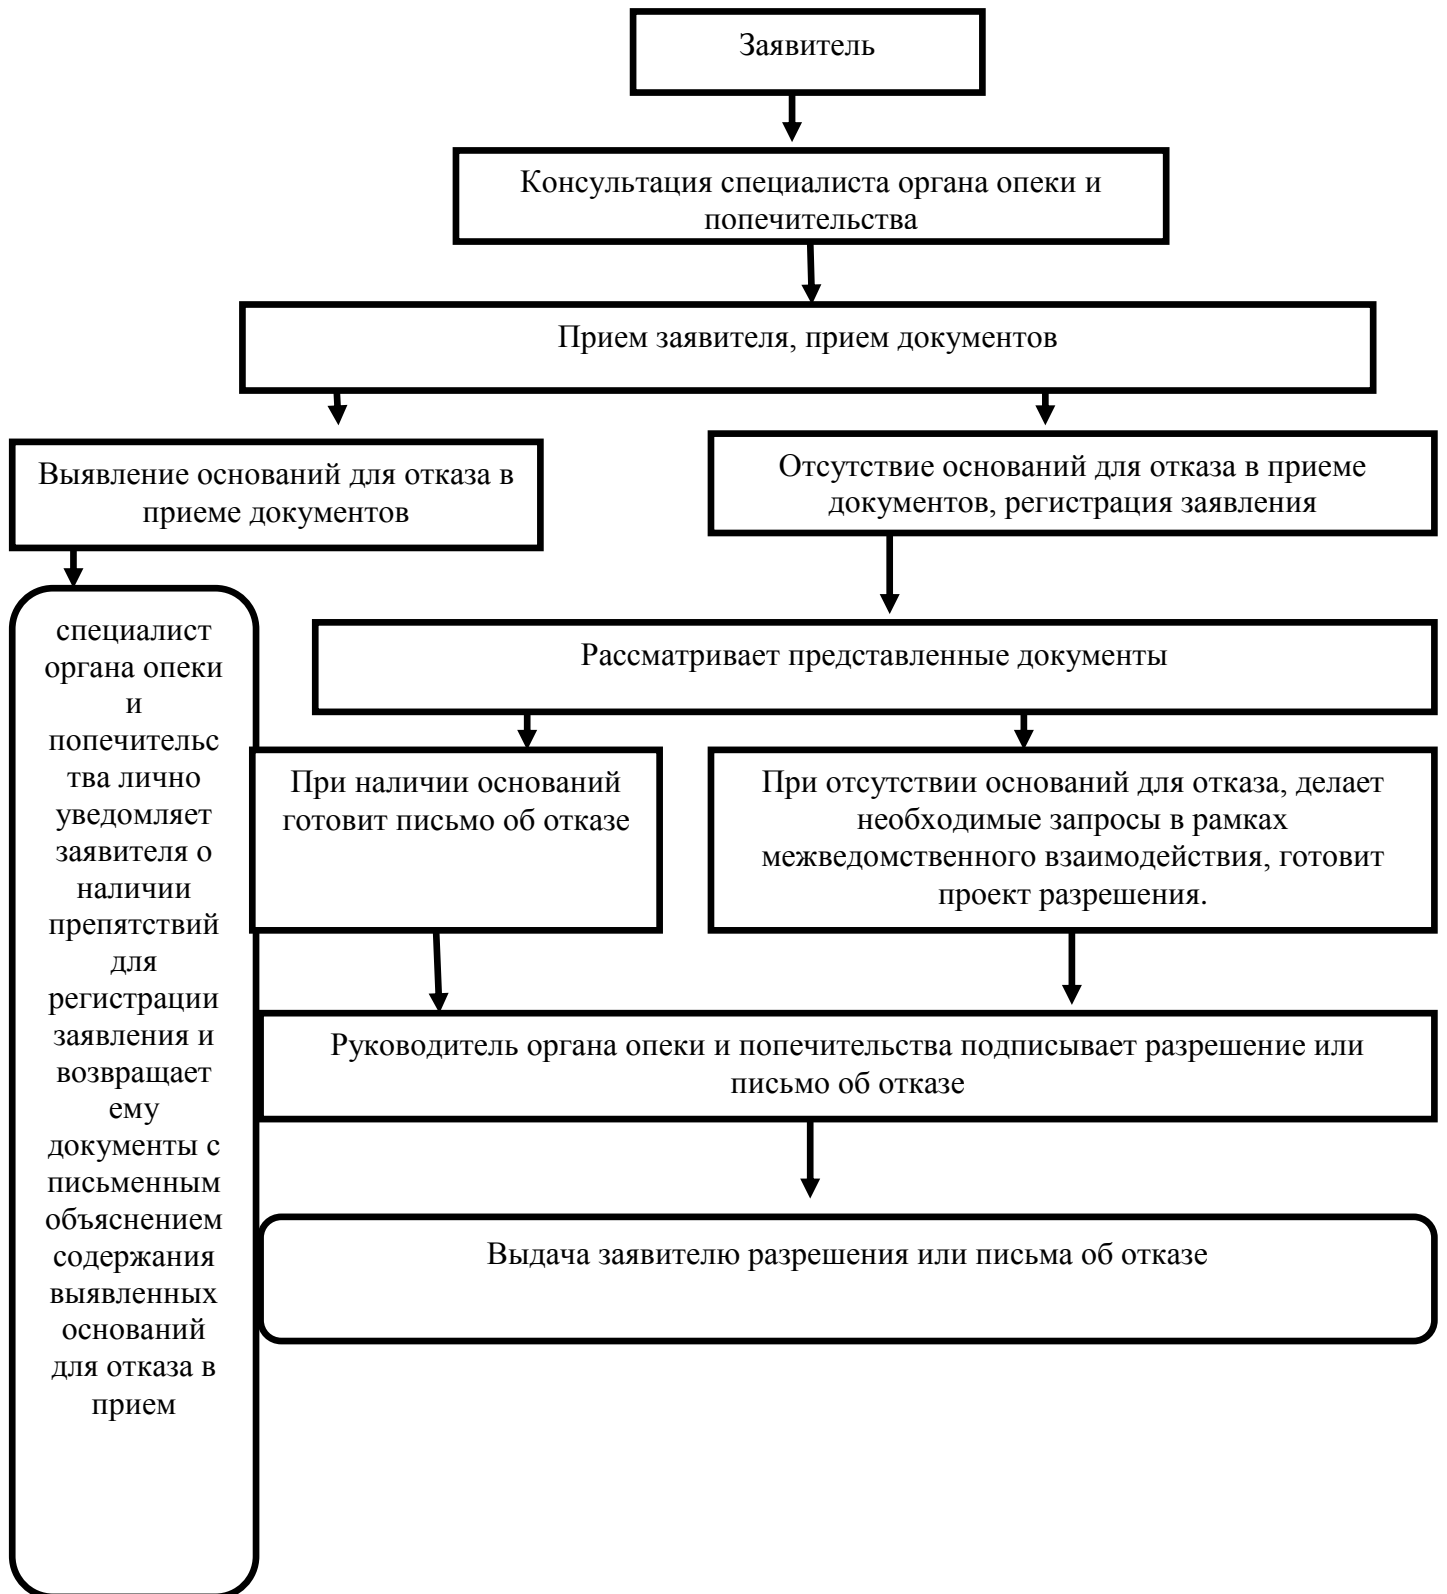 Заявитель
Консультация специалиста органа опеки и
попечительства
Прием заявителя, прием документов
Выявление оснований для отказа в
приеме документов
Отсутствие оснований для отказа в приеме
документов, регистрация заявления
специалист
органа опеки
и
попечительс
тва лично
уведомляет
заявителя о
наличии
препятствий
для
регистрации
заявления и
возвращает
ему
документы с
письменным
объяснением
содержания
выявленных
оснований
для отказа в
прием
Рассматривает представленные документы
При наличии оснований
готовит письмо об отказе
При отсутствии оснований для отказа, делает
необходимые запросы в рамках
межведомственного взаимодействия, готовит
проект разрешения.
Руководитель органа опеки и попечительства подписывает разрешение или
письмо об отказе
Выдача заявителю разрешения или письма об отказе